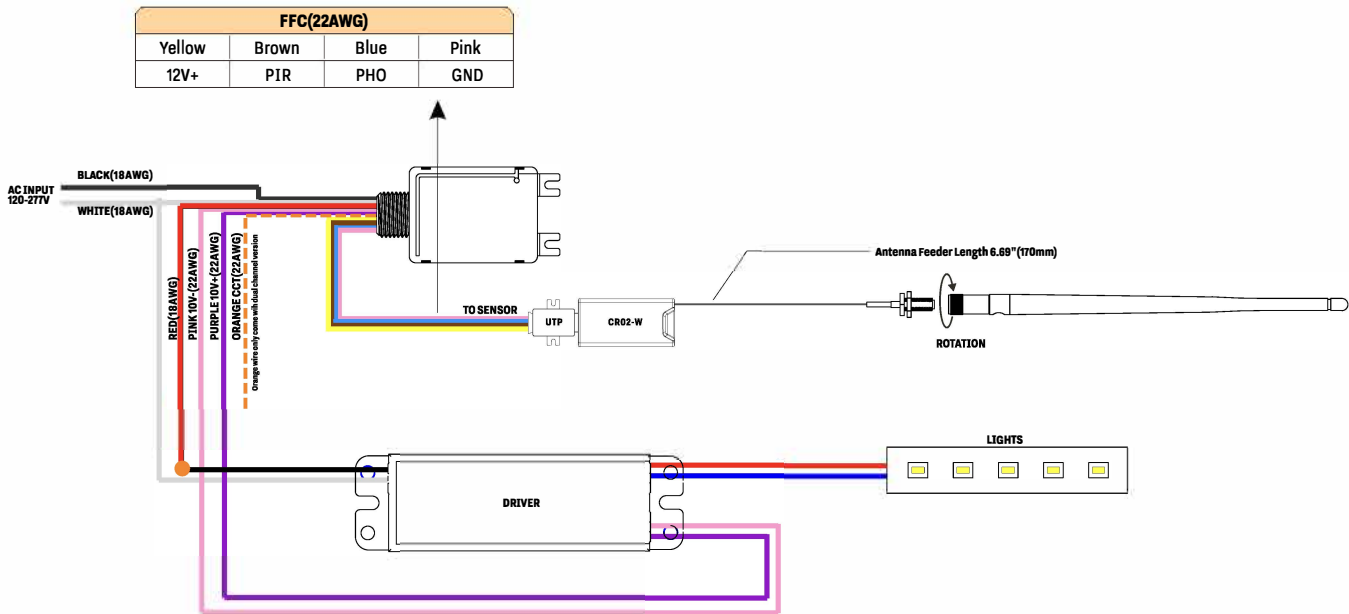 FFC(22AWG)
Yellow Brown Blue Pink
12V+ PIR PHO GND
BLACK(18AWG)
AC INPUT
120-277V
WHITE(18AWG)
RED(18AWG)
PINK 10V-(22AWG)
PURPLE 10V+(22AWG)
ORANGE CCT(22AWG)
Orange wire only come with dual channel version
TO SENSOR
UTP
CR02-W
Antenna Feeder Length 6.69"(170mm)
ROTATION
LIGHTS
DRIVER